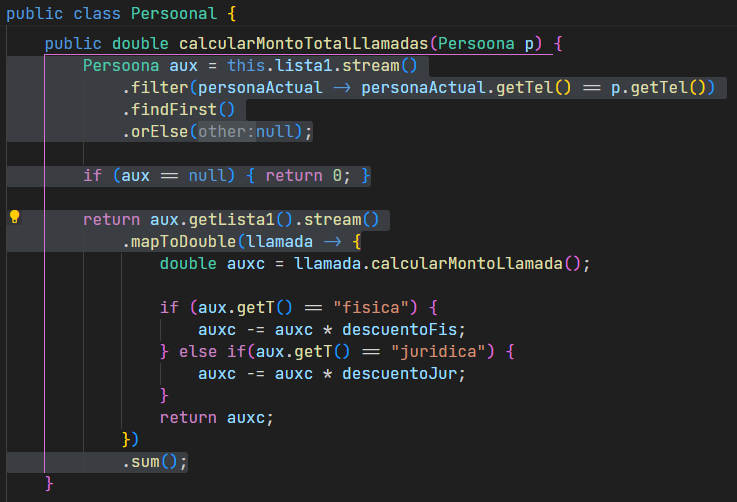 public class Persoonal {
public double calcularMontoTotalLlamadas(Persoona p) {
Persoona aux = this.lista1.stream()
.filter(personaActual -> personaActual.getTel() == p.getTel())
.findFirst()
.orElse(other:null);
if (aux == null) { return 0; }
return aux.getLista1().stream()
.mapToDouble(llamada -> {
double auxc = llamada.calcularMontoLlamada();
if (aux.getT() == "fisica") {
auxc -= auxc * descuentoFis;
} else if(aux.getT() == "juridica") {
auxc -= auxc * descuentoJur;
}
return auxc;
})
.sum();
}